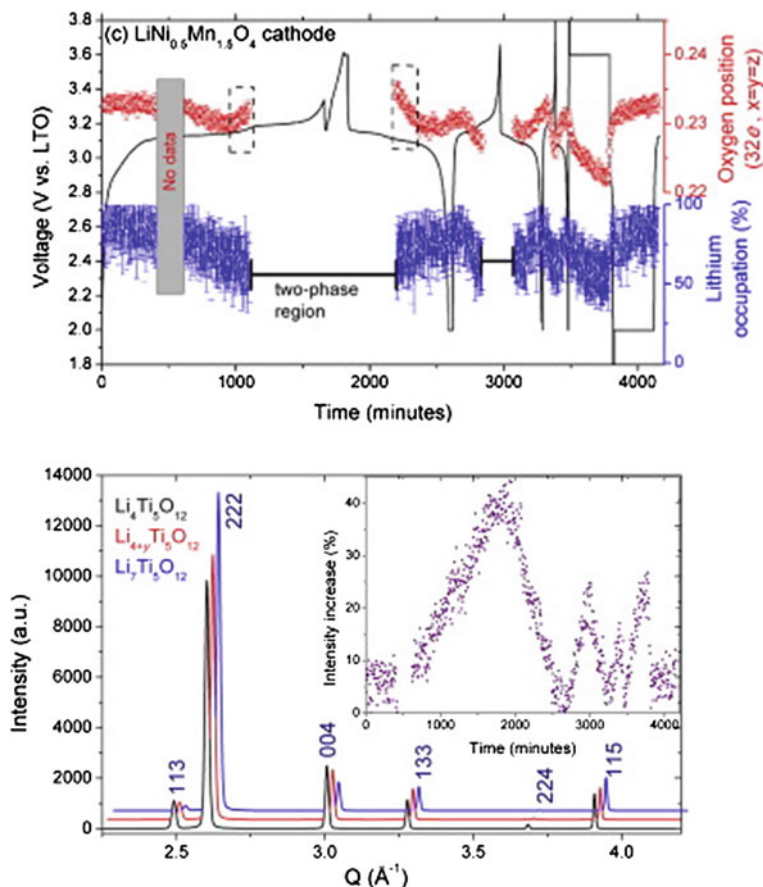 (c) LiNi0.5Mn1.5O4 cathode
Voltage (V vs. LTO)
3.8
3.6
3.4
3.2
3.0
2.8
2.6
2.4
2.2
2.0
1.8
No data
two-phase
region
0.24
0.23
0.22
Oxygen position
(32e, x=y=z)
100
50
0
Lithium
occupation (%)
0
1000
2000
3000
4000
Time (minutes)
Intensity (a.u.)
14000
12000
10000
8000
6000
4000
2000
0
Li4Ti5O12
Li4+yTi5O12
Li7Ti5O12
113
222
004
133
224
115
2.5
3.0
3.5
4.0
Q (Å-1)
Intensity increase (%)
40
30
20
10
0
0
1000
2000
3000
4000
Time (minutes)